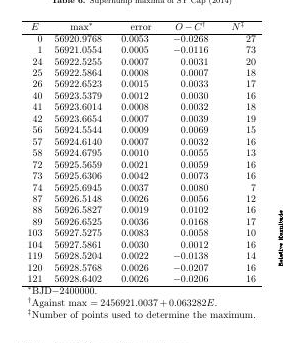 Table 6. Superhump maxima of SY Cap (2014)
E max* error O − C† N‡
0 56920.9768 0.0053 −0.0268 27
1 56921.0554 0.0005 −0.0116 73
24 56922.5255 0.0007 0.0031 20
25 56922.5864 0.0008 0.0007 18
26 56922.6523 0.0015 0.0033 17
40 56923.5379 0.0012 0.0030 16
41 56923.6014 0.0008 0.0032 18
42 56923.6654 0.0007 0.0039 19
56 56924.5544 0.0009 0.0069 15
57 56924.6140 0.0007 0.0032 16
58 56924.6795 0.0010 0.0055 13
72 56925.5659 0.0021 0.0059 16
73 56925.6306 0.0042 0.0073 16
74 56925.6945 0.0037 0.0080 7
87 56926.5148 0.0026 0.0056 12
88 56926.5827 0.0019 0.0102 16
89 56926.6525 0.0036 0.0168 17
103 56927.5275 0.0083 0.0058 10
104 56927.5861 0.0030 0.0012 16
119 56928.5204 0.0022 −0.0138 14
120 56928.5768 0.0026 −0.0207 16
121 56928.6402 0.0026 −0.0206 16
*BJD−2400000.
†Against max = 2456921.0037 + 0.063282E.
‡Number of points used to determine the maximum.
Relative Magnitude